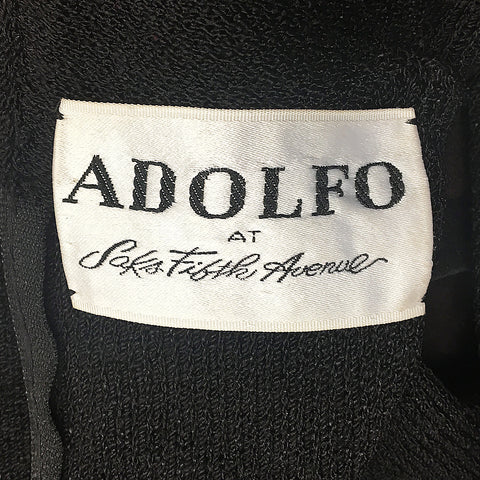 ADOLFO
AT
Saks Fifth Avenue